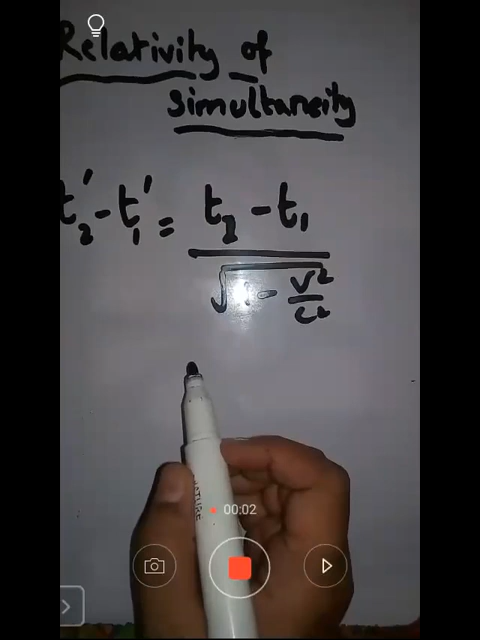 Relativity of
simultaneity
t₂' - t₁' = t₂ - t₁
√1 - v²/c²
00:02